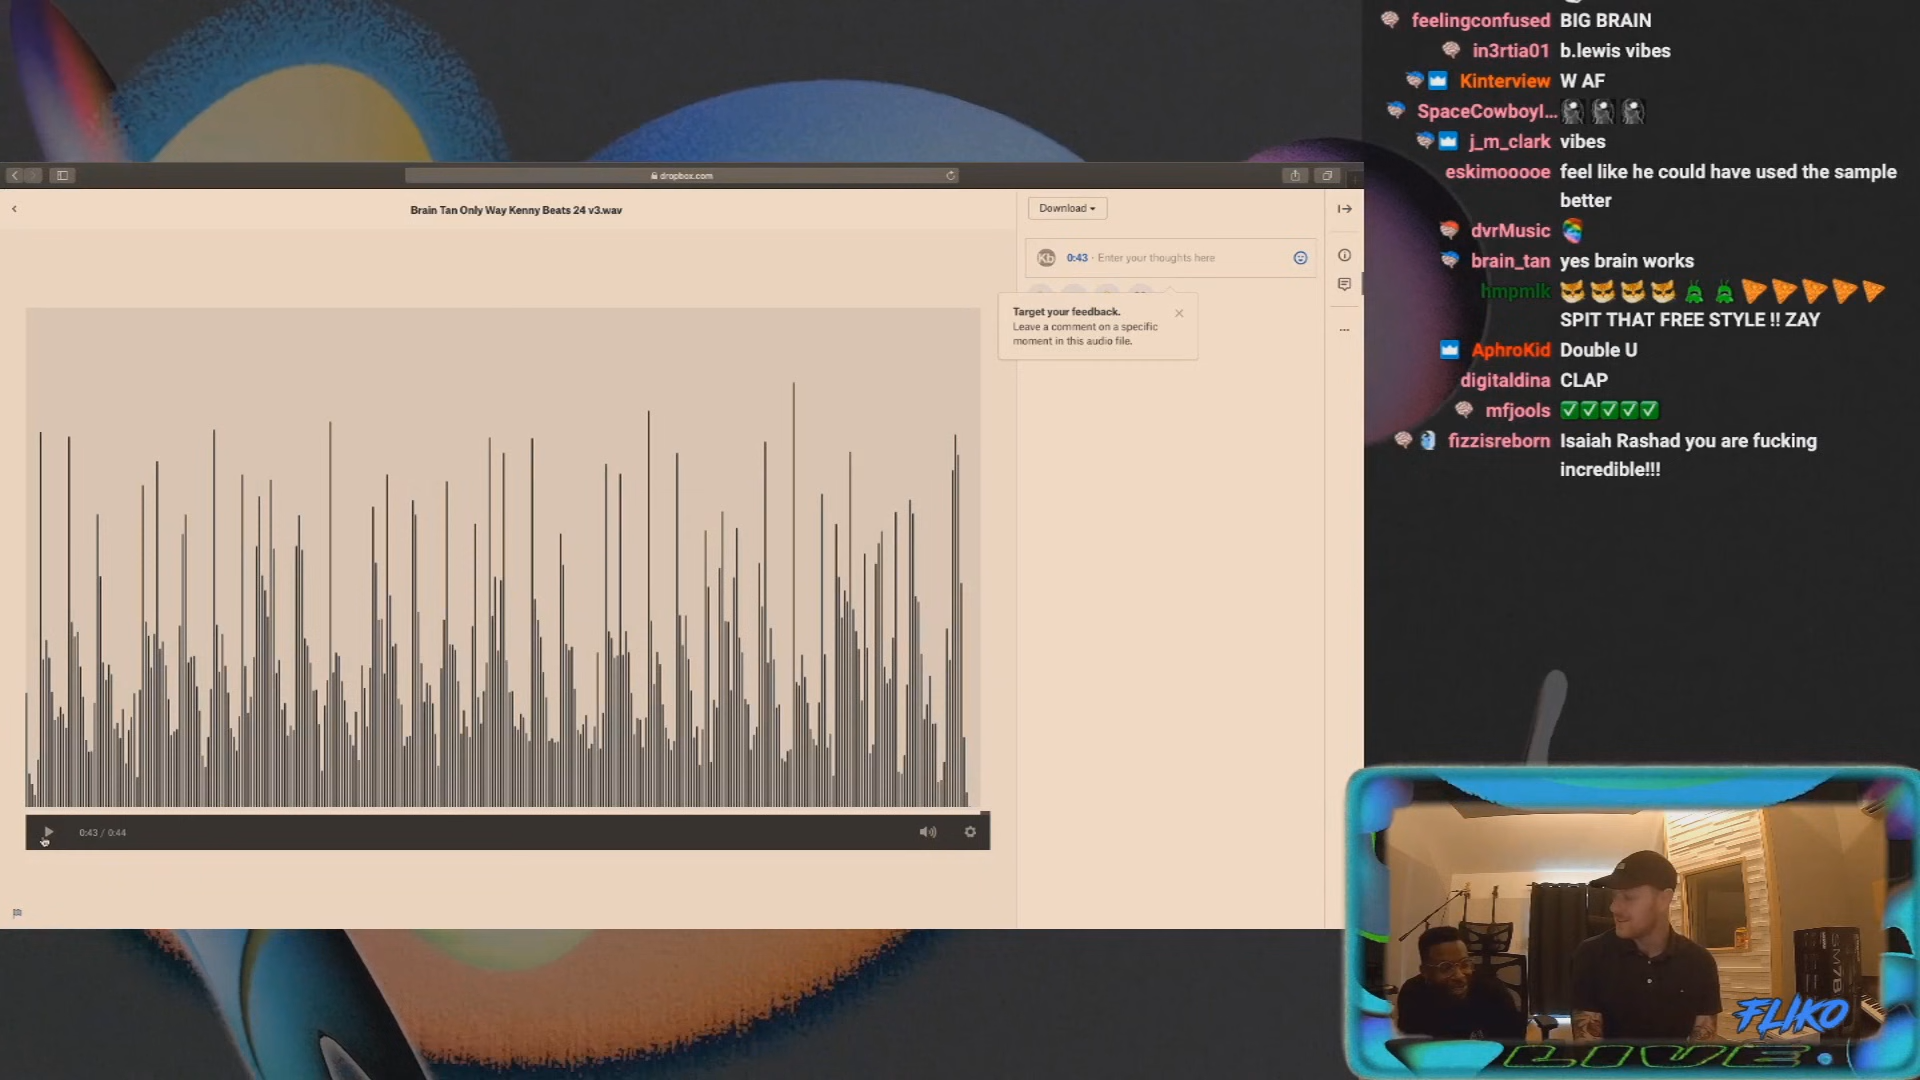 feelingconfused BIG BRAIN
in3rtia01 b.lewis vibes
Kinterview W AF
SpaceCowboyI...
j_m_clark vibes
eskimooooe feel like he could have used the sample
better
dvrMusic
brain_tan yes brain works
hmpmlk
SPIT THAT FREE STYLE !! ZAY
AphroKid Double U
digitaldina CLAP
mfjools ✅✅✅✅✅
fizzisreborn Isaiah Rashad you are fucking
incredible!!!
dropbox.com
Brain Tan Only Way Kenny Beats 24 v3.wav
Download
Kb 0:43 - Enter your thoughts here
Target your feedback.
Leave a comment on a specific
moment in this audio file.
0:43 / 0:44
SM7B
FLIKO
LIVE.